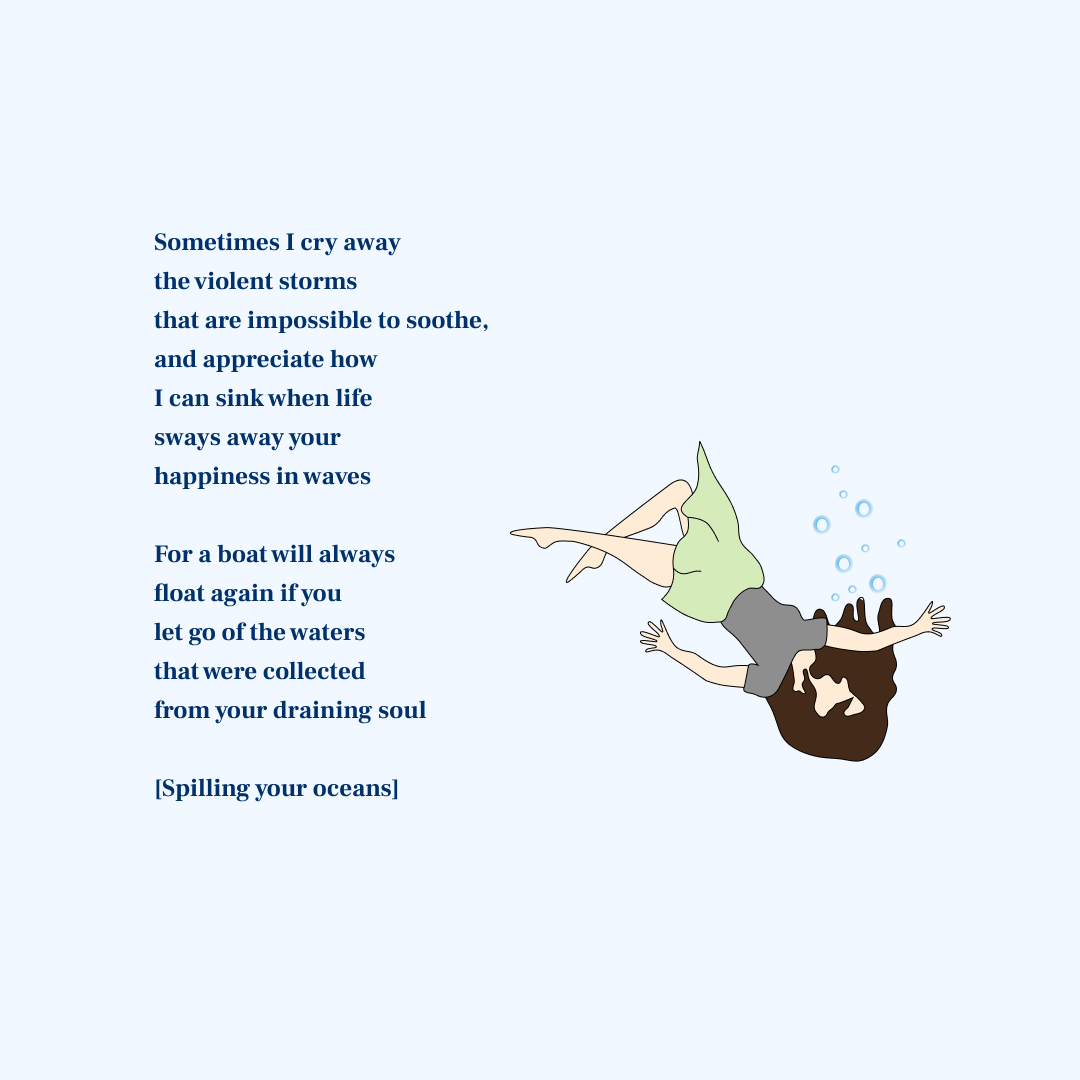 Sometimes I cry away
the violent storms
that are impossible to soothe,
and appreciate how
I can sink when life
sways away your
happiness in waves
For a boat will always
float again if you
let go of the waters
that were collected
from your draining soul
[Spilling your oceans]